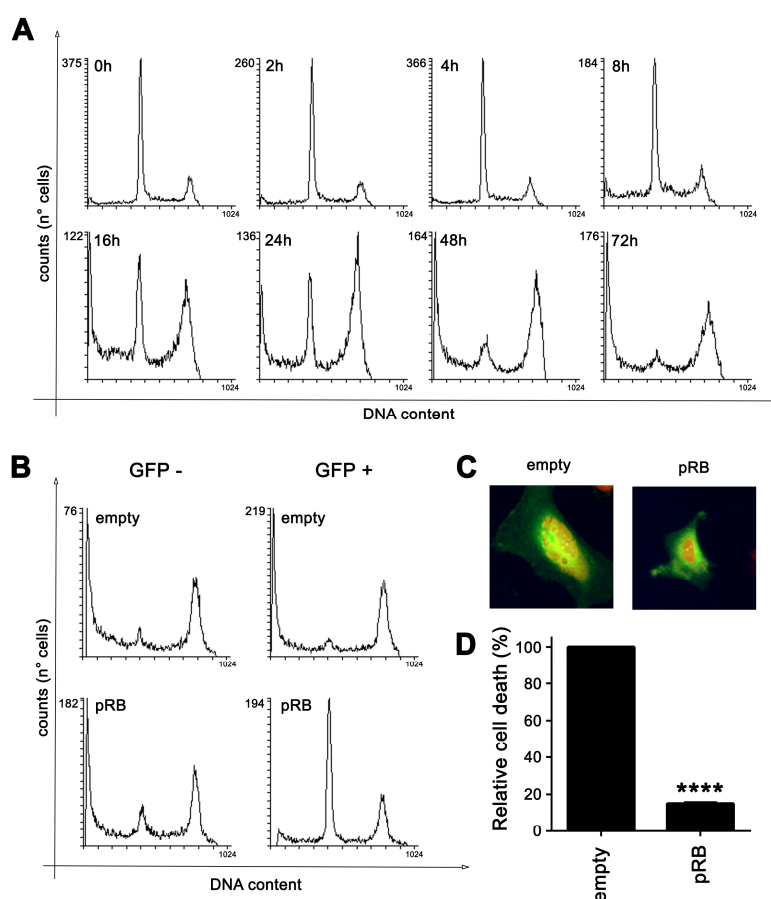 A
375 0h
260 2h
366 4h
184 8h
1024 1024 1024 1024
counts (n° cells)
122 16h
136 24h
164 48h
176 72h
1024 1024 1024 1024
DNA content
B
GFP - GFP +
76 empty
219 empty
1024 1024
counts (n° cells)
182 pRB
194 pRB
1024 1024
DNA content
C
empty pRB
D
Relative cell death (%)
100
80
60
40
20
0
****
empty pRB